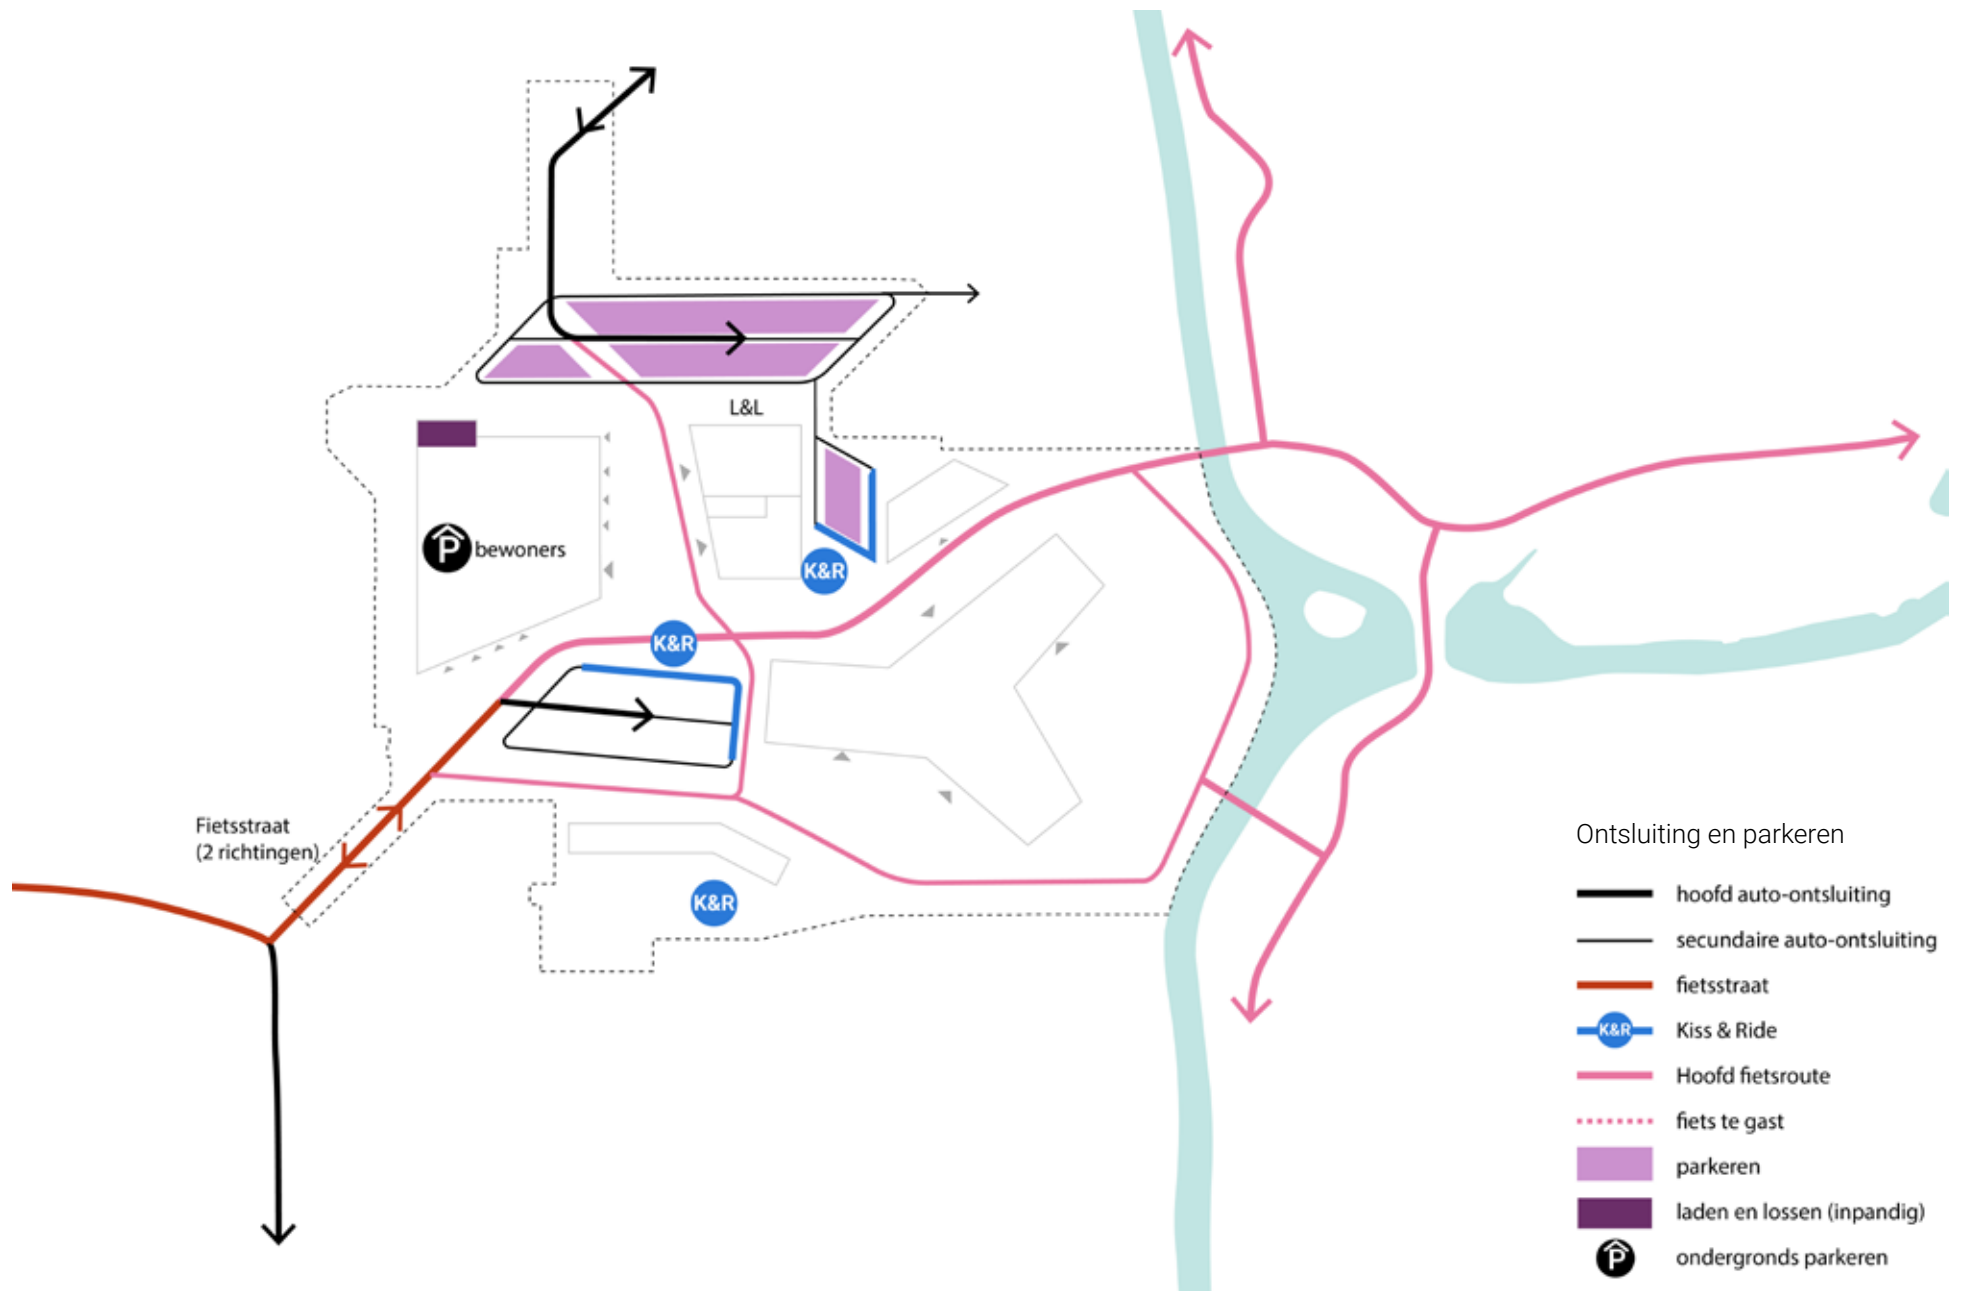 L&L
P bewoners
K&R
K&R
Fietsstraat
(2 richtingen)
K&R
Ontsluiting en parkeren
hoofd auto-ontsluiting
secundaire auto-ontsluiting
fietsstraat
K&R Kiss & Ride
Hoofd fietsroute
fiets te gast
parkeren
laden en lossen (inpandig)
P ondergronds parkeren